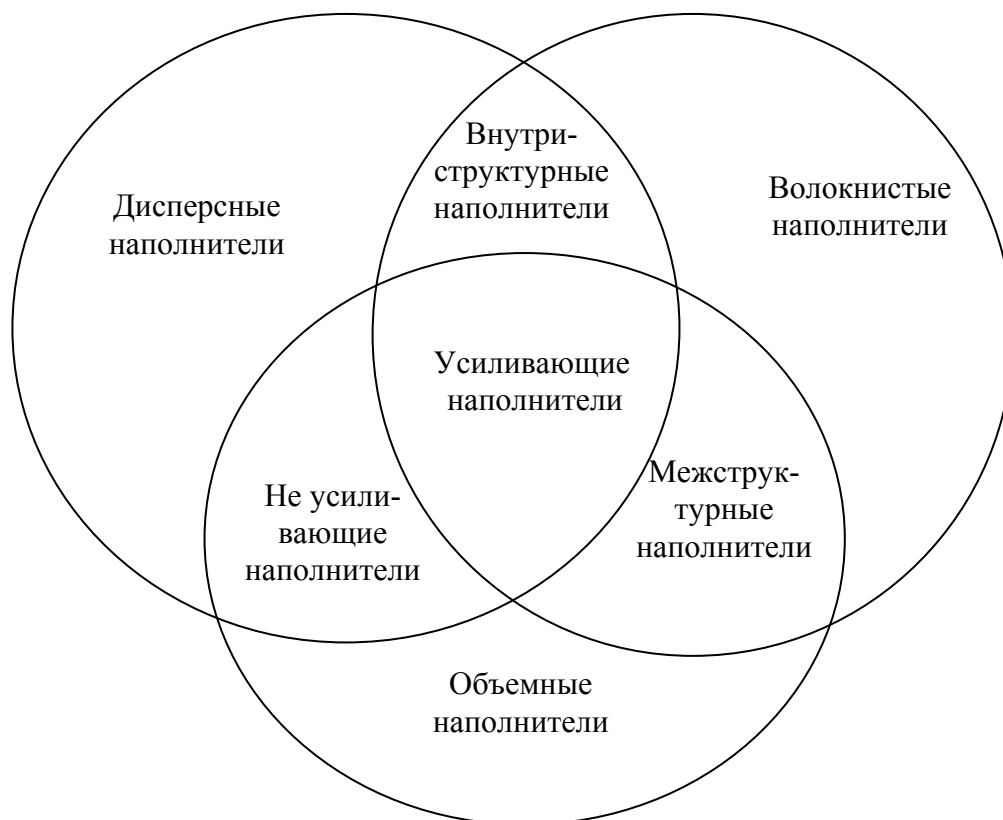 Внутри-
структурные
наполнители
Дисперсные
наполнители
Волокнистые
наполнители
Усиливающие
наполнители
Не усили-
вающие
наполнители
Межструк-
турные
наполнители
Объемные
наполнители